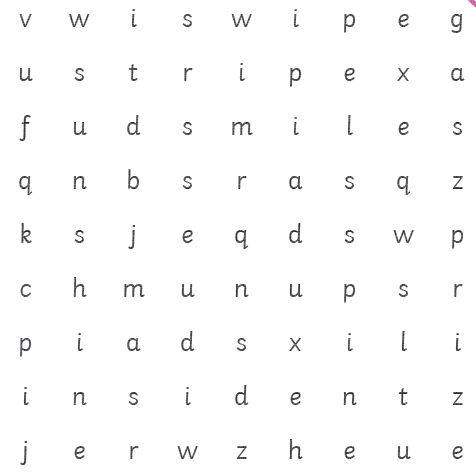 v w i s w i p e g
u s t r i p e x a
f u d s m i l e s
q n b s r a s q z
k s j e q d s w p
c h m u n u p s r
p i a d s x i l i
i n s i d e n t z
j e r w z h e u e